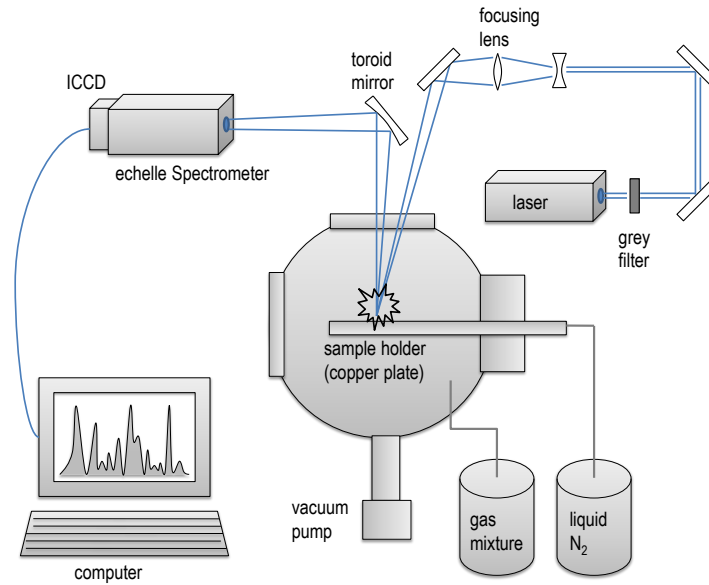 focusing
lens
toroid
mirror
ICCD
echelle Spectrometer
laser
grey
filter
sample holder
(copper plate)
vacuum
pump
gas
mixture
liquid
N₂
computer